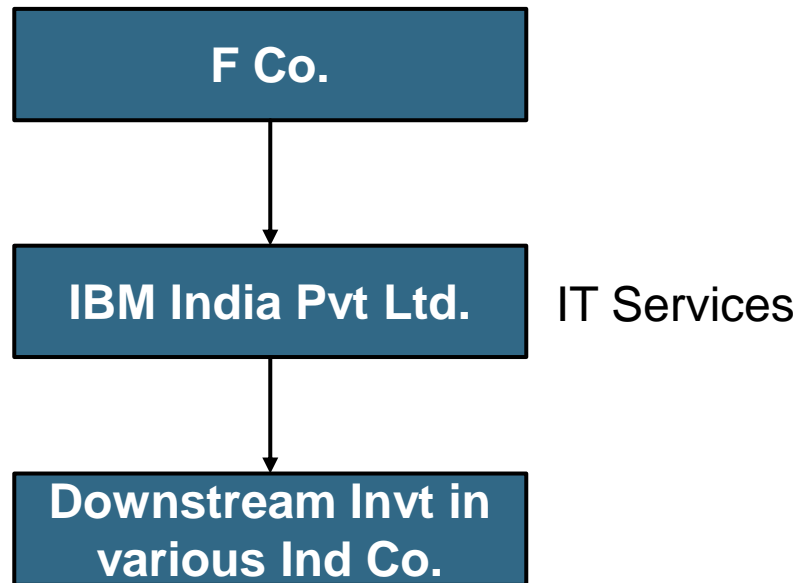 F Co.
IBM India Pvt Ltd.
IT Services
Downstream Invt in
various Ind Co.